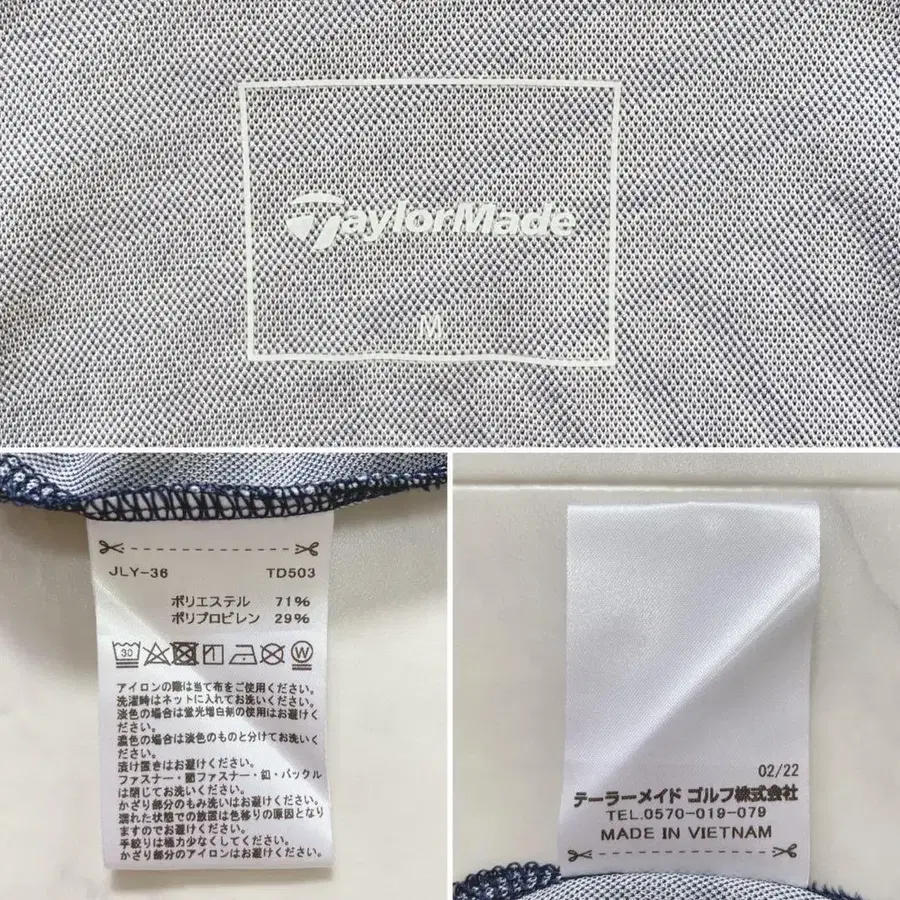 TaylorMade
M
JLY-36 TD503
ポリエステル 71%
ポリプロピレン 29%
30
W
アイロンの際は当て布をご使用ください。
洗濯時はネットに入れてお洗いください。
淡色の場合は蛍光増白剤の使用はお避けく
ださい。
濃色の場合は淡色のものと分けてお洗いく
ださい。
漬け置きはお避けください。
ファスナー・面ファスナー・釦・バックル
は閉じてお洗いください。
かざり部分のもみ洗いはお避けください。
濡れた状態での放置は色移りの原因となり
ますのでお避けください。
手絞りは極力少なくしてください。
かざり部分のアイロンはお避けください。
02/22
テーラーメイド ゴルフ株式会社
TEL.0570-019-079
MADE IN VIETNAM